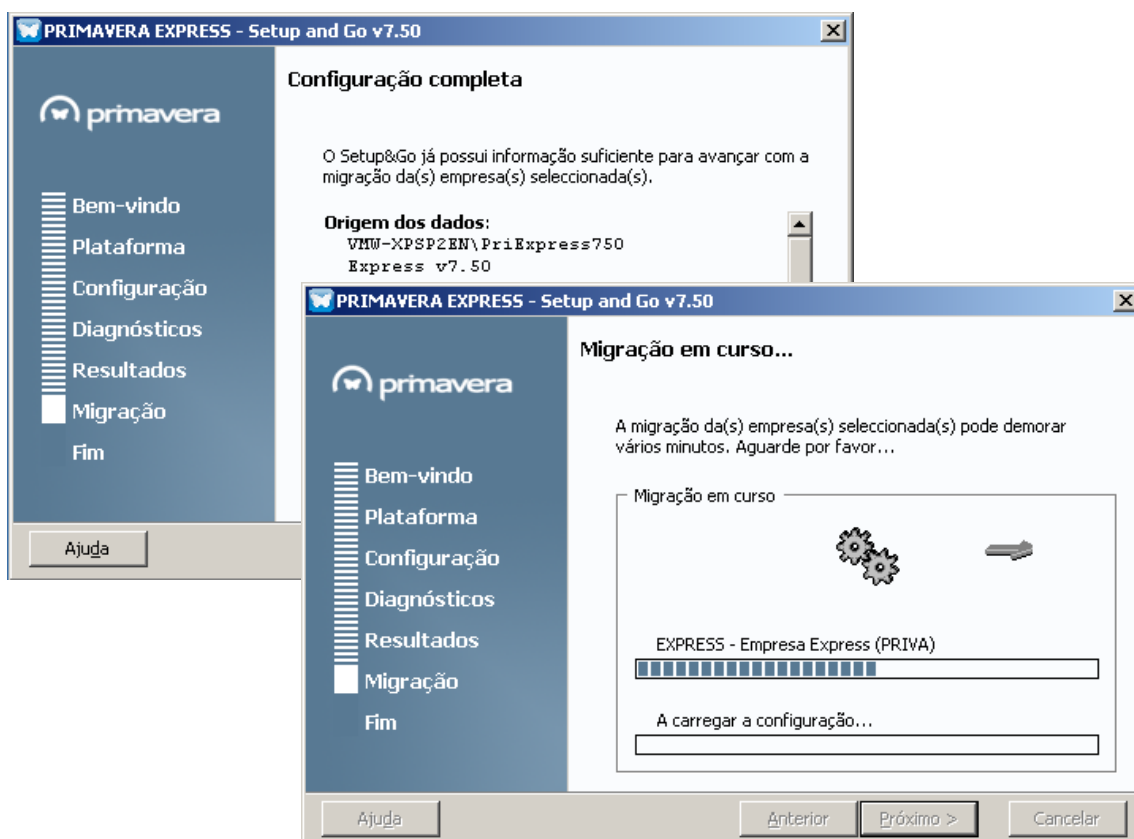 PRIMAVERA EXPRESS - Setup and Go v7.50
Configuração completa
primavera
O Setup&Go já possui informação suficiente para avançar com a
migração da(s) empresa(s) seleccionada(s).
Bem-vindo
Plataforma
Configuração
Diagnósticos
Resultados
Migração
Fim
Origem dos dados:
VMW-XPSP2EN\PriExpress750
Express v7.50
Ajuda
PRIMAVERA EXPRESS - Setup and Go v7.50
Migração em curso...
primavera
A migração da(s) empresa(s) seleccionada(s) pode demorar
vários minutos. Aguarde por favor...
Bem-vindo
Plataforma
Configuração
Diagnósticos
Resultados
Migração
Fim
Migração em curso
EXPRESS - Empresa Express (PRIVA)
A carregar a configuração...
Ajuda
Anterior
Próximo >
Cancelar